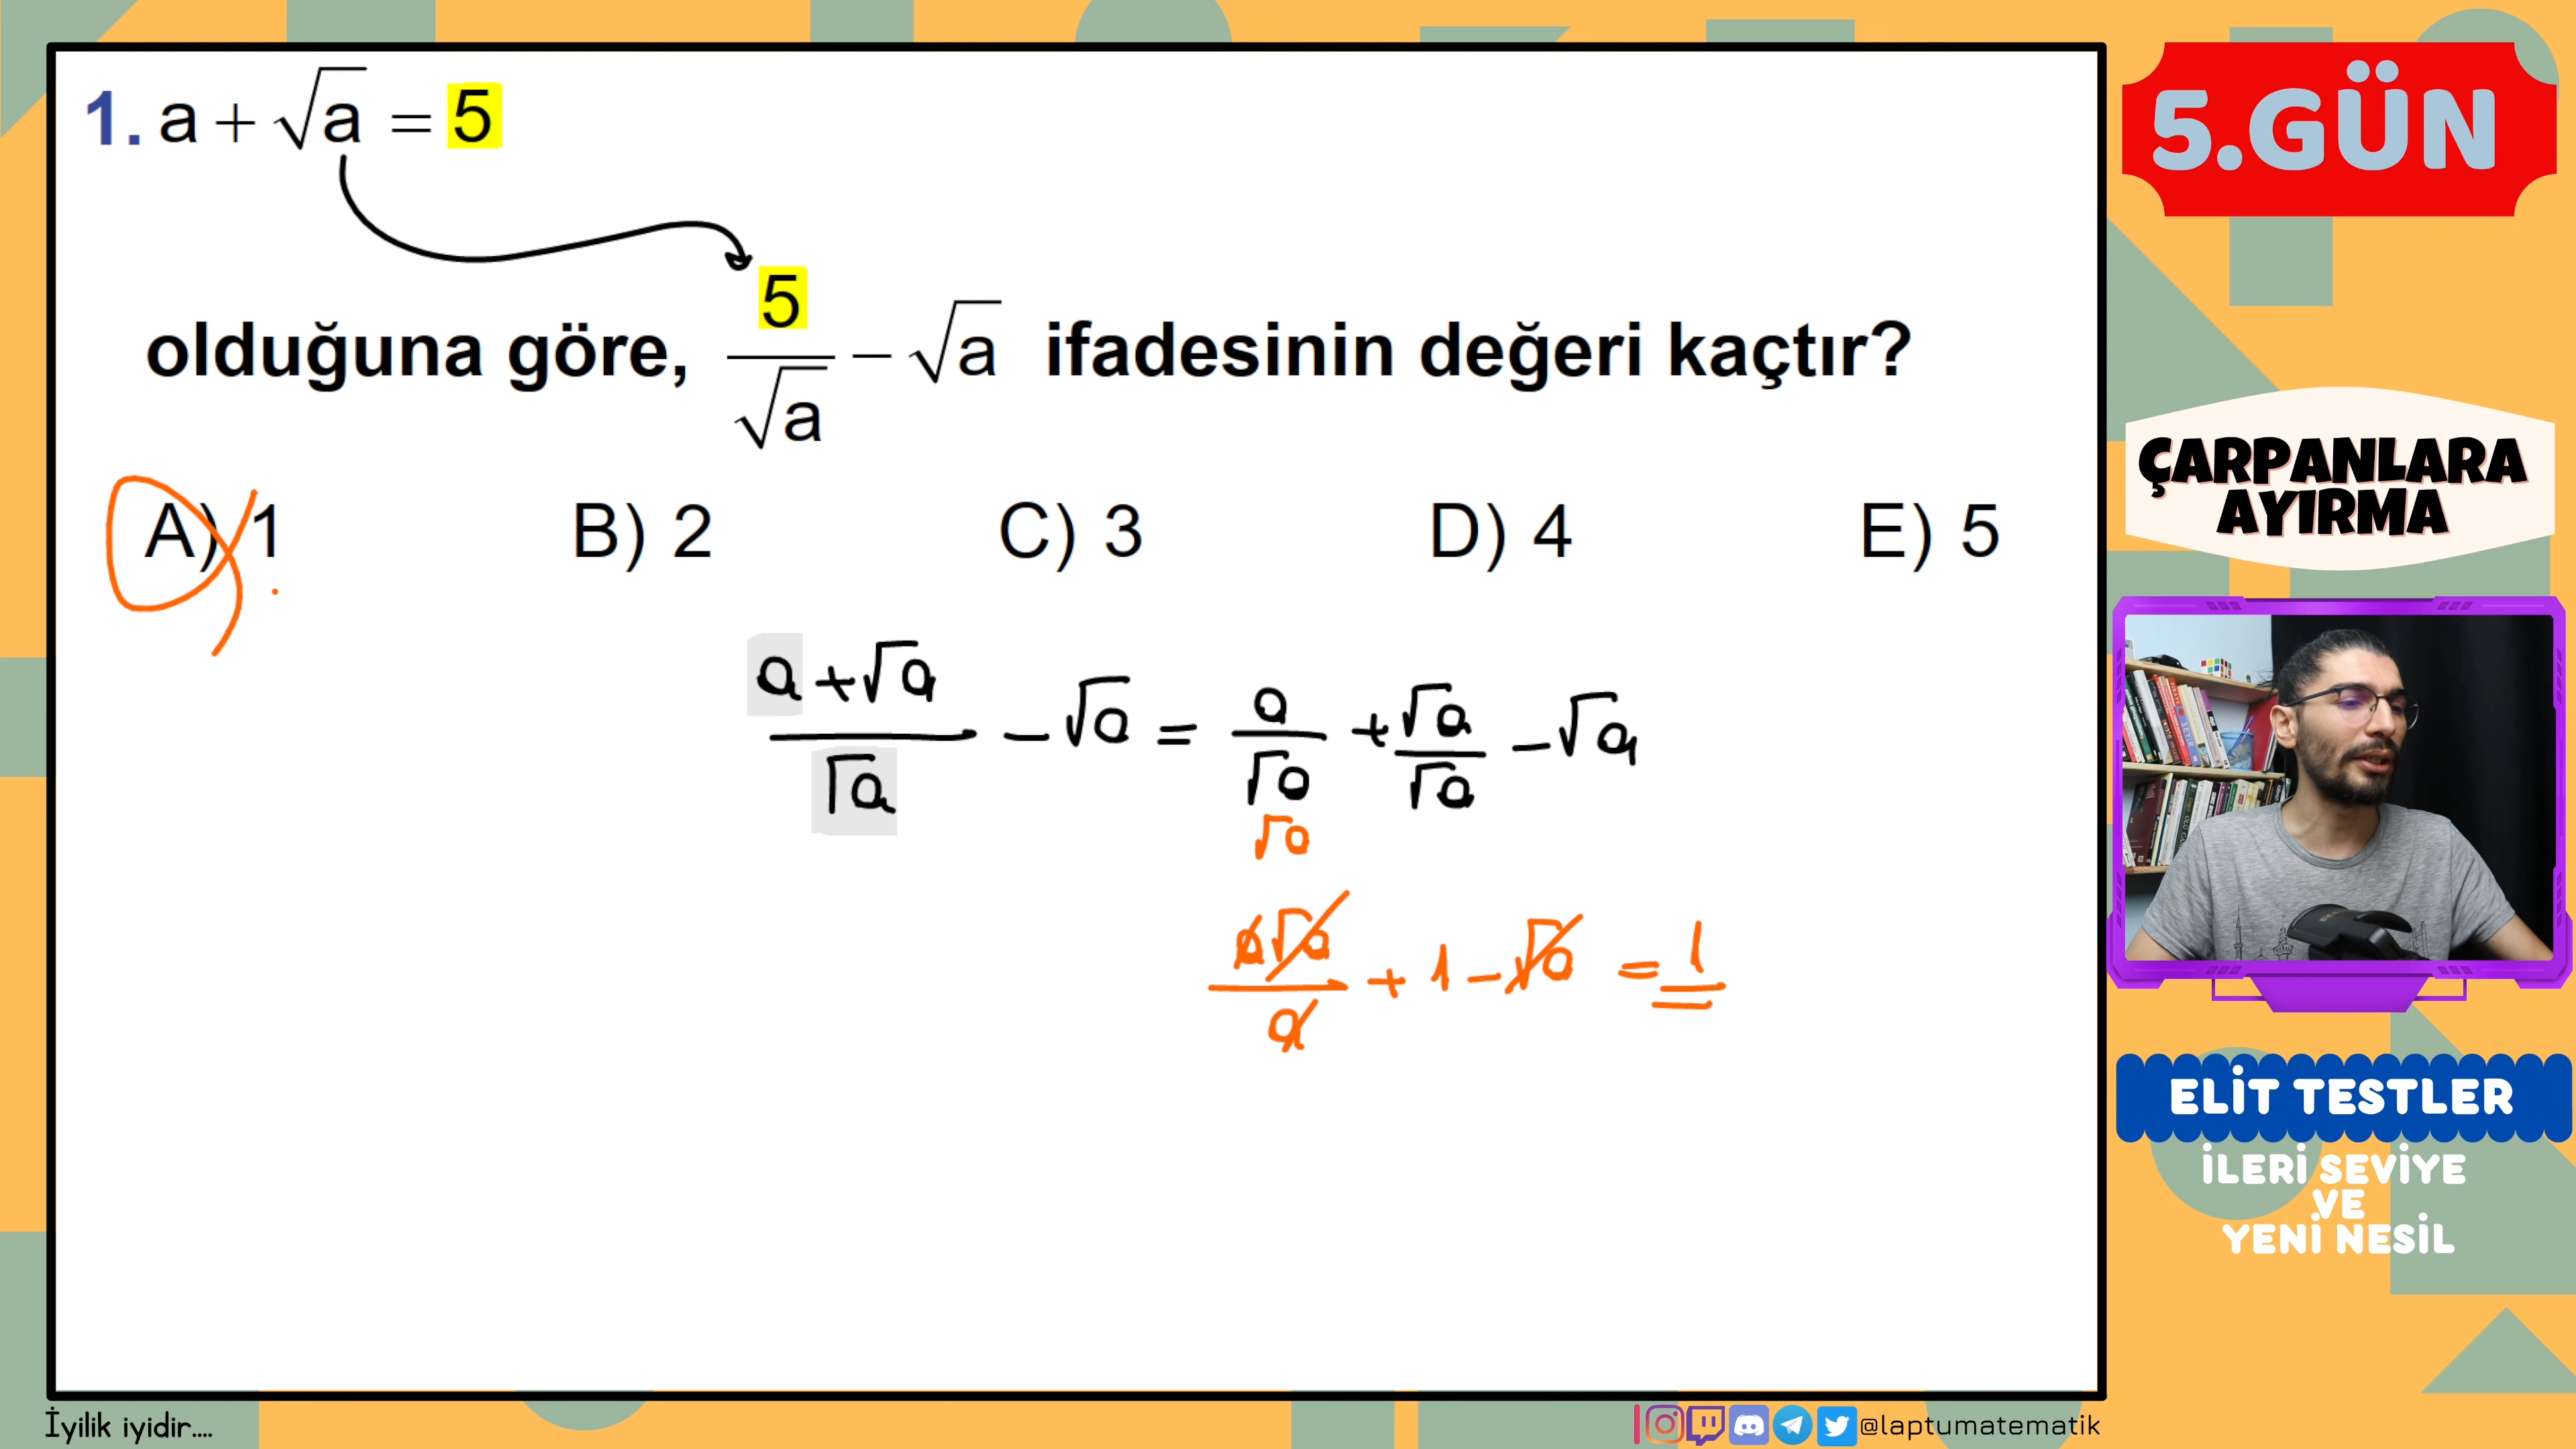 1. a + √a = 5
olduğuna göre, 5/√a − √a ifadesinin değeri kaçtır?
A) 1 B) 2 C) 3 D) 4 E) 5
(a + √a)/√a − √a = a/√a + √a/√a − √a
√a
a√a/a + 1 − √a = 1
5.GÜN
ÇARPANLARA
AYIRMA
ELİT TESTLER
İLERİ SEVİYE
VE
YENİ NESİL
İyilik iyidir....
@laptumatematik